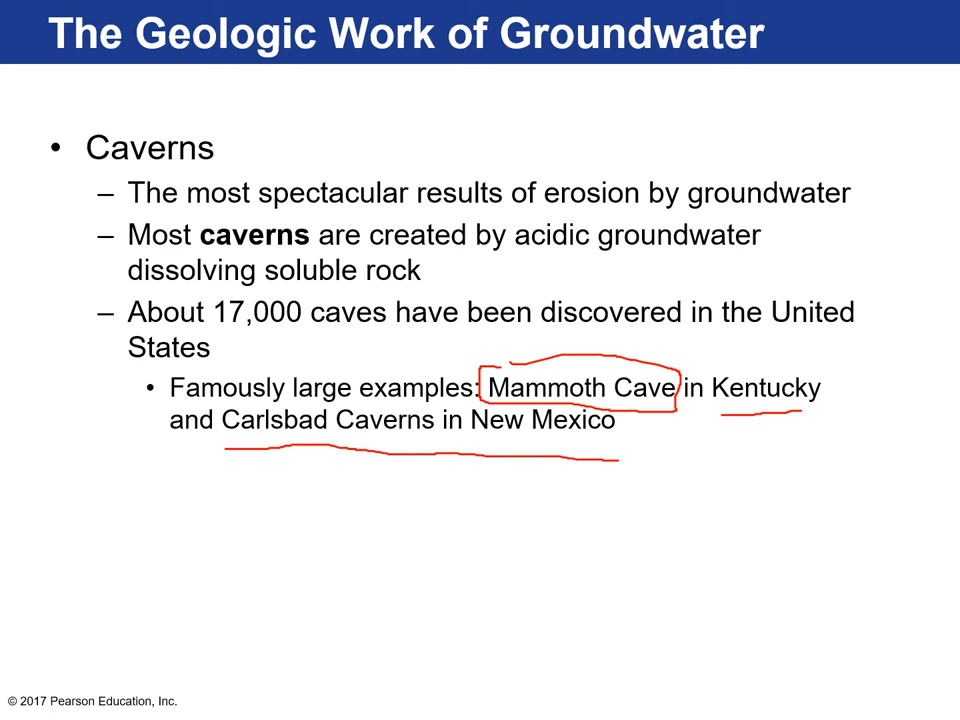 The Geologic Work of Groundwater
• Caverns
– The most spectacular results of erosion by groundwater
– Most caverns are created by acidic groundwater
dissolving soluble rock
– About 17,000 caves have been discovered in the United
States
• Famously large examples: Mammoth Cave in Kentucky
and Carlsbad Caverns in New Mexico
© 2017 Pearson Education, Inc.